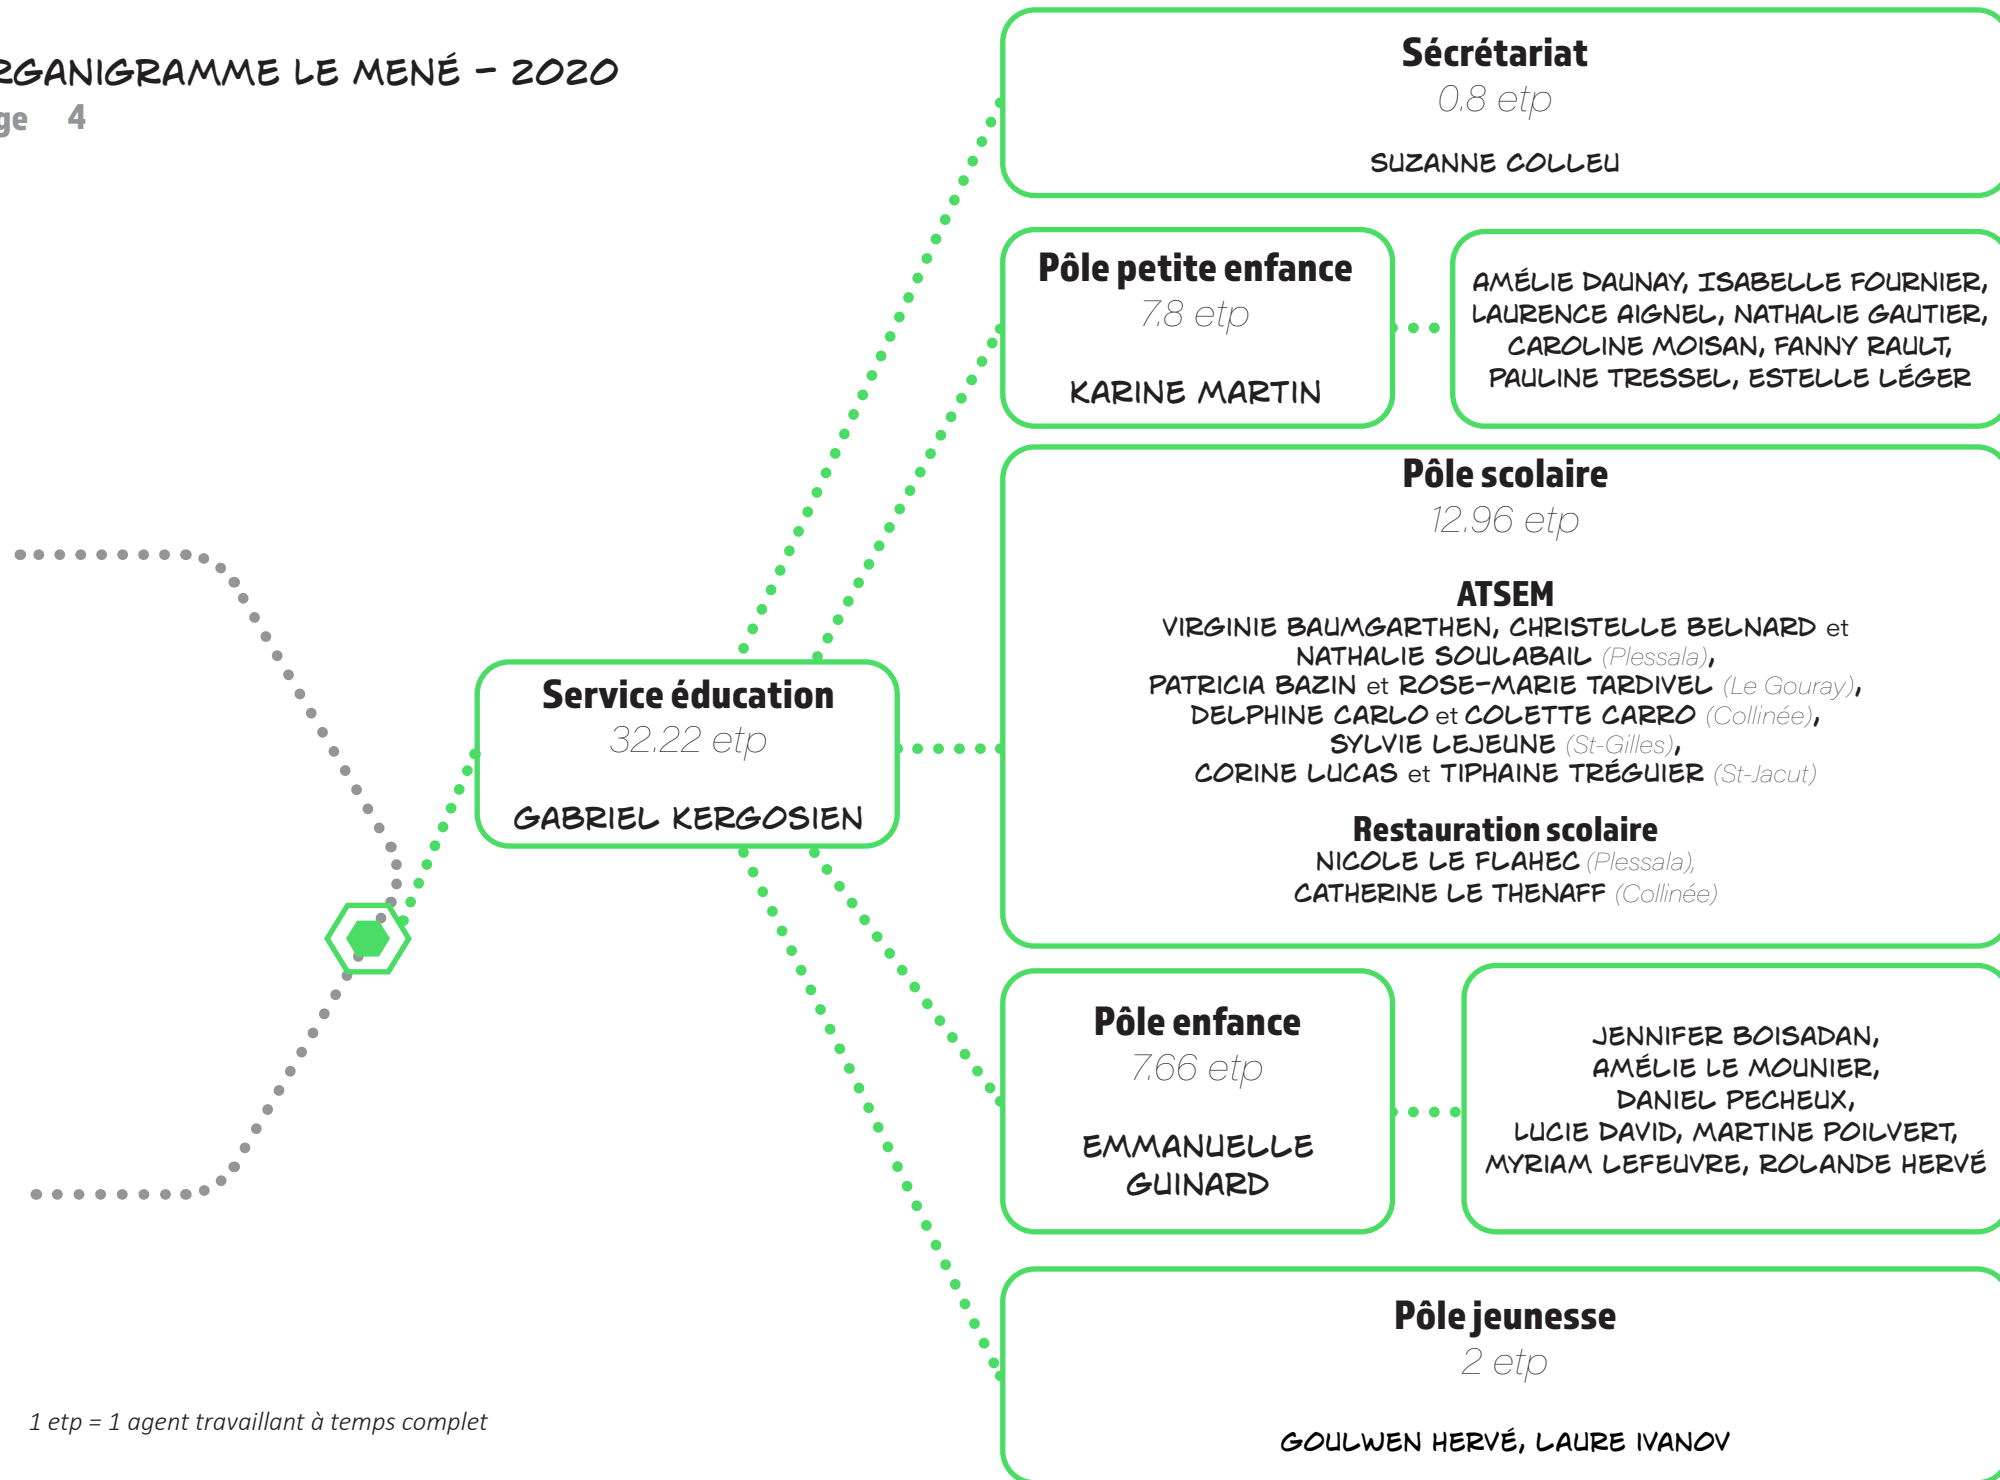 RGANIGRAMME LE MENÉ - 2020
ge 4
Sécrétariat
0.8 etp
SUZANNE COLLEU
Pôle petite enfance
7.8 etp
KARINE MARTIN
AMÉLIE DAUNAY, ISABELLE FOURNIER,
LAURENCE AIGNEL, NATHALIE GAUTIER,
CAROLINE MOISAN, FANNY RAULT,
PAULINE TRESSEL, ESTELLE LÉGER
Pôle scolaire
12.96 etp
ATSEM
VIRGINIE BAUMGARTHEN, CHRISTELLE BELNARD et
NATHALIE SOULABAIL (Plessala),
PATRICIA BAZIN et ROSE-MARIE TARDIVEL (Le Gouray),
DELPHINE CARLO et COLETTE CARRO (Collinée),
SYLVIE LEJEUNE (St-Gilles),
CORINE LUCAS et TIPHAINE TRÉGUIER (St-Jacut)
Restauration scolaire
NICOLE LE FLAHEC (Plessala),
CATHERINE LE THENAFF (Collinée)
Service éducation
32.22 etp
GABRIEL KERGOSIEN
Pôle enfance
7.66 etp
EMMANUELLE
GUINARD
JENNIFER BOISADAN,
AMÉLIE LE MOUNIER,
DANIEL PECHEUX,
LUCIE DAVID, MARTINE POILVERT,
MYRIAM LEFEUVRE, ROLANDE HERVÉ
Pôle jeunesse
2 etp
GOULWEN HERVÉ, LAURE IVANOV
1 etp = 1 agent travaillant à temps complet